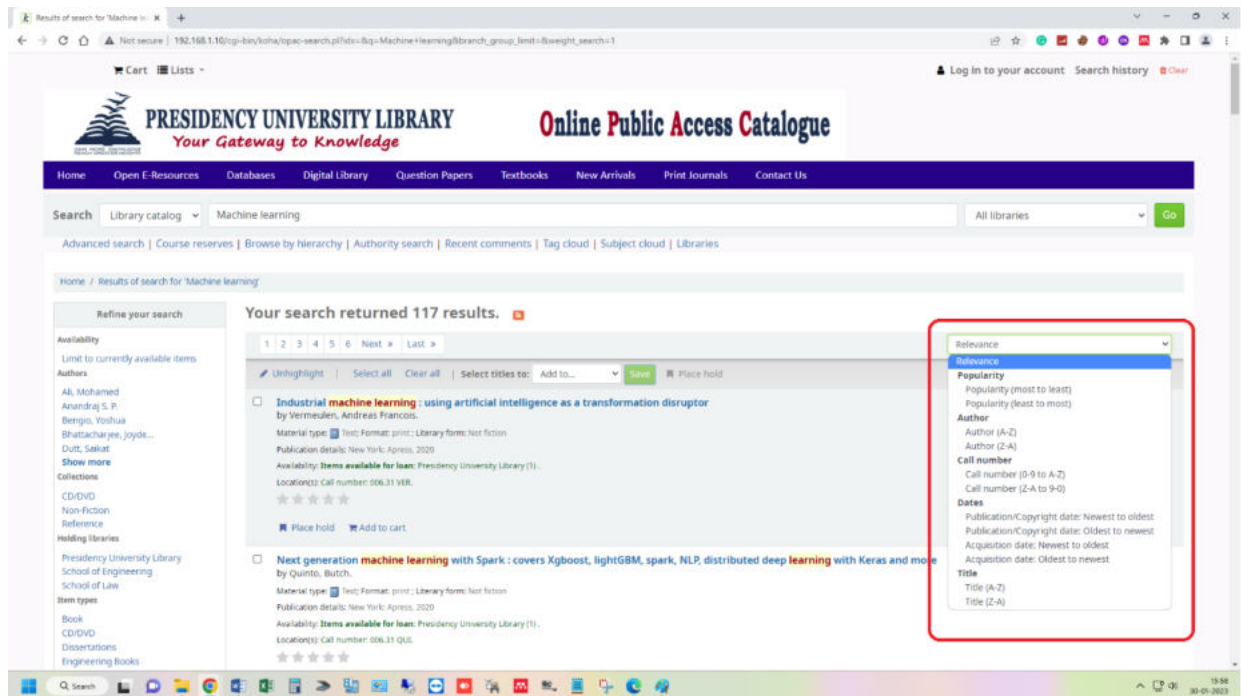 Results of search for 'Machine le
Not secure | 192.168.1.10/cgi-bin/koha/opac-search.pl?idx=&q=Machine+learning&branch_group_limit=&weight_search=1
Cart Lists
Log in to your account Search history Clear
PRESIDENCY UNIVERSITY LIBRARY
Your Gateway to Knowledge
Online Public Access Catalogue
Home Open E-Resources Databases Digital Library Question Papers Textbooks New Arrivals Print Journals Contact Us
Search Library catalog Machine learning All libraries Go
Advanced search | Course reserves | Browse by hierarchy | Authority search | Recent comments | Tag cloud | Subject cloud | Libraries
Home / Results of search for 'Machine learning'
Refine your search
Availability
Limit to currently available items
Authors
Ali, Mohamed
Anandraj S. P.
Bengio, Yoshua
Bhattacharjee, Joyde...
Dutt, Saikat
Show more
Collections
CD/DVD
Non-Fiction
Reference
Holding libraries
Presidency University Library
School of Engineering
School of Law
Item types
Book
CD/DVD
Dissertations
Engineering Books
Your search returned 117 results.
1 2 3 4 5 6 Next » Last »
Unhighlight | Select all Clear all | Select titles to: Add to... Save Place hold
Industrial machine learning : using artificial intelligence as a transformation disruptor
by Vermeulen, Andreas Francois.
Material type: Text; Format: print ; Literary form: Not fiction
Publication details: New York: Apress, 2020
Availability: Items available for loan: Presidency University Library (1) .
Location(s): Call number: 006.31 VER.
Place hold Add to cart
Next generation machine learning with Spark : covers Xgboost, lightGBM, spark, NLP, distributed deep learning with Keras and more
by Quinto, Butch.
Material type: Text; Format: print ; Literary form: Not fiction
Publication details: New York: Apress, 2020
Availability: Items available for loan: Presidency University Library (1) .
Location(s): Call number: 006.31 QUI.
Relevance
Relevance
Popularity
Popularity (most to least)
Popularity (least to most)
Author
Author (A-Z)
Author (Z-A)
Call number
Call number (0-9 to A-Z)
Call number (Z-A to 9-0)
Dates
Publication/Copyright date: Newest to oldest
Publication/Copyright date: Oldest to newest
Acquisition date: Newest to oldest
Acquisition date: Oldest to newest
Title
Title (A-Z)
Title (Z-A)
Search
15:58
30-01-2023